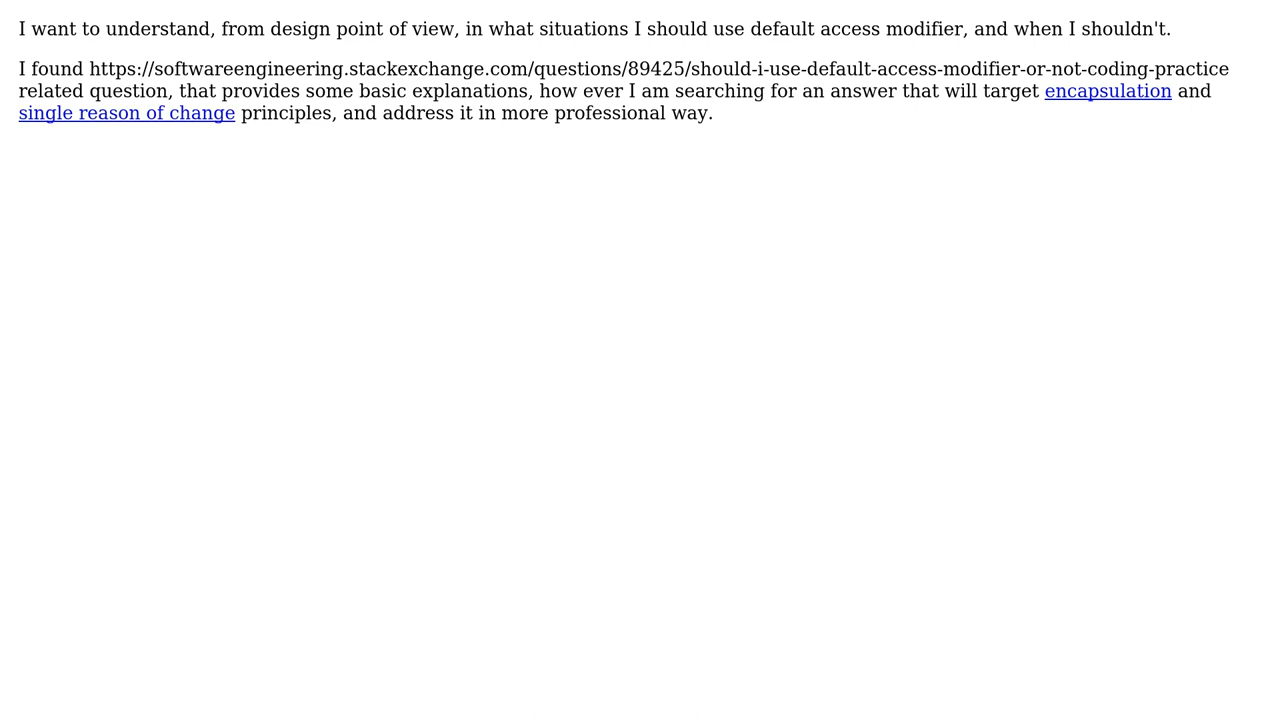 I want to understand, from design point of view, in what situations I should use default access modifier, and when I shouldn't.
I found https://softwareengineering.stackexchange.com/questions/89425/should-i-use-default-access-modifier-or-not-coding-practice
related question, that provides some basic explanations, how ever I am searching for an answer that will target encapsulation and
single reason of change principles, and address it in more professional way.